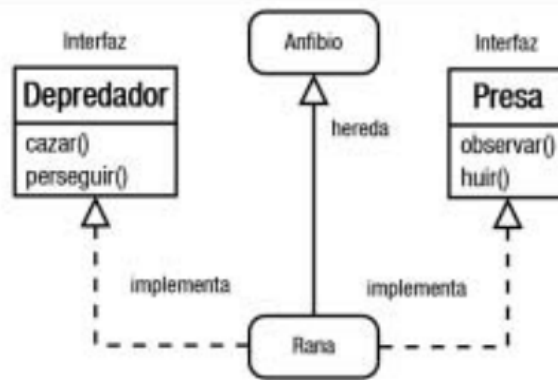 Interfaz
Depredador
cazar()
perseguir()
Anfibio
hereda
Interfaz
Presa
observar()
huir()
implementa
implementa
Rana